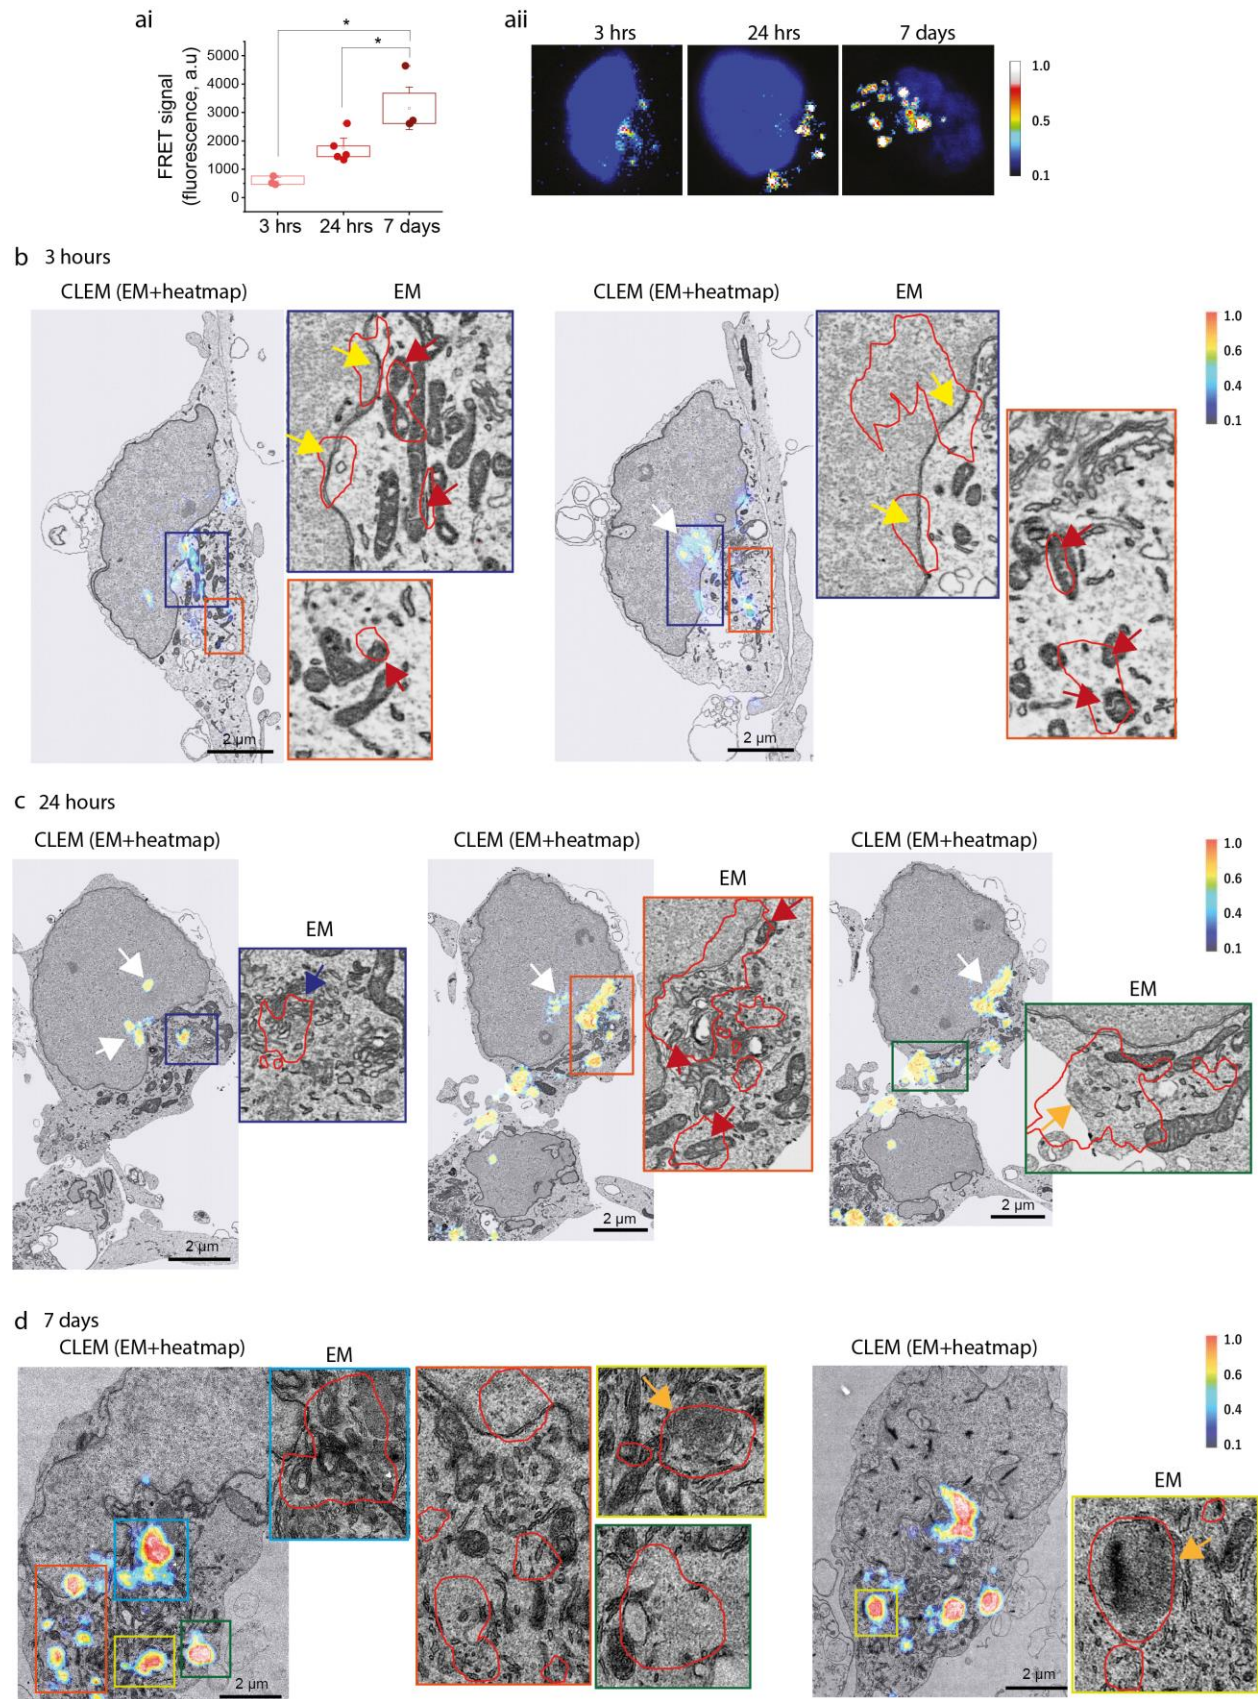 ai
*
*
5000
4000
3000
2000
1000
0
FRET signal
(fluorescence, a.u)
3 hrs 24 hrs 7 days
aii
3 hrs 24 hrs 7 days
1.0
0.5
0.1
b 3 hours
CLEM (EM+heatmap) EM CLEM (EM+heatmap) EM
1.0
0.6
0.4
0.1
2 µm 2 µm
c 24 hours
CLEM (EM+heatmap) CLEM (EM+heatmap) CLEM (EM+heatmap)
1.0
0.6
0.4
0.1
EM
EM
EM
2 µm 2 µm 2 µm
d 7 days
CLEM (EM+heatmap) EM CLEM (EM+heatmap)
1.0
0.6
0.4
0.1
EM
2 µm 2 µm